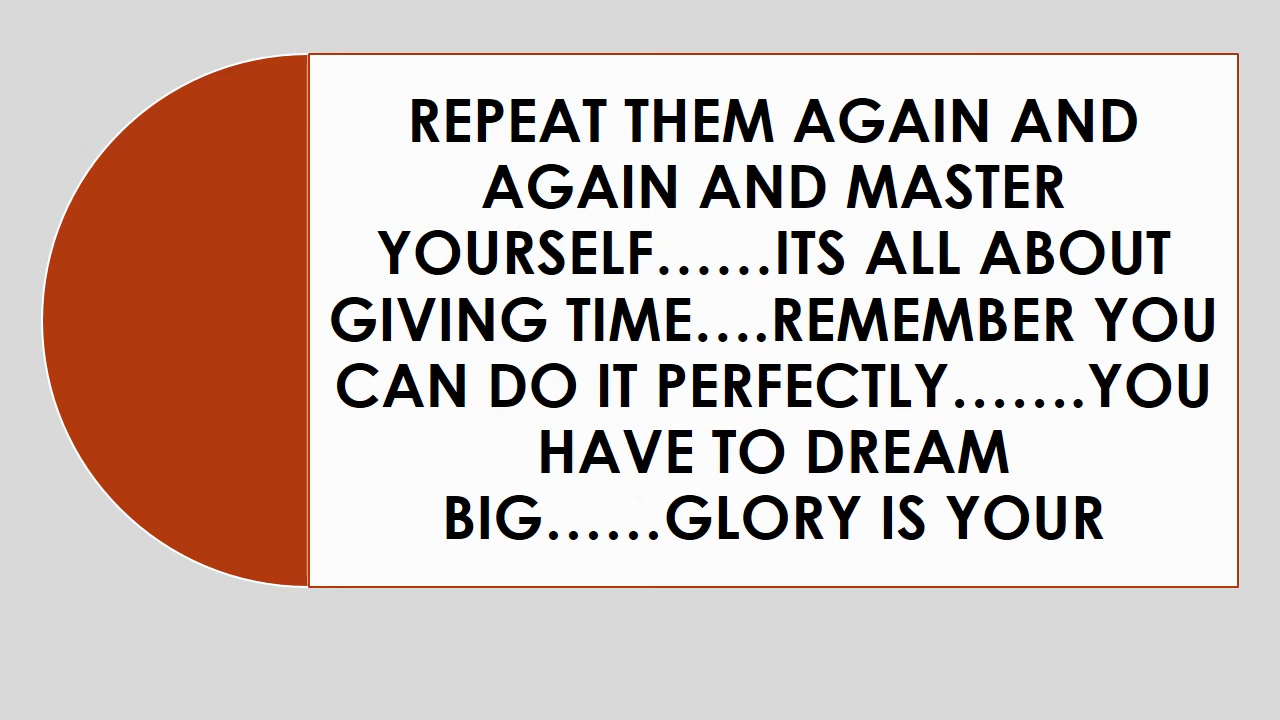 REPEAT THEM AGAIN AND
AGAIN AND MASTER
YOURSELF……ITS ALL ABOUT
GIVING TIME….REMEMBER YOU
CAN DO IT PERFECTLY…….YOU
HAVE TO DREAM
BIG……GLORY IS YOUR